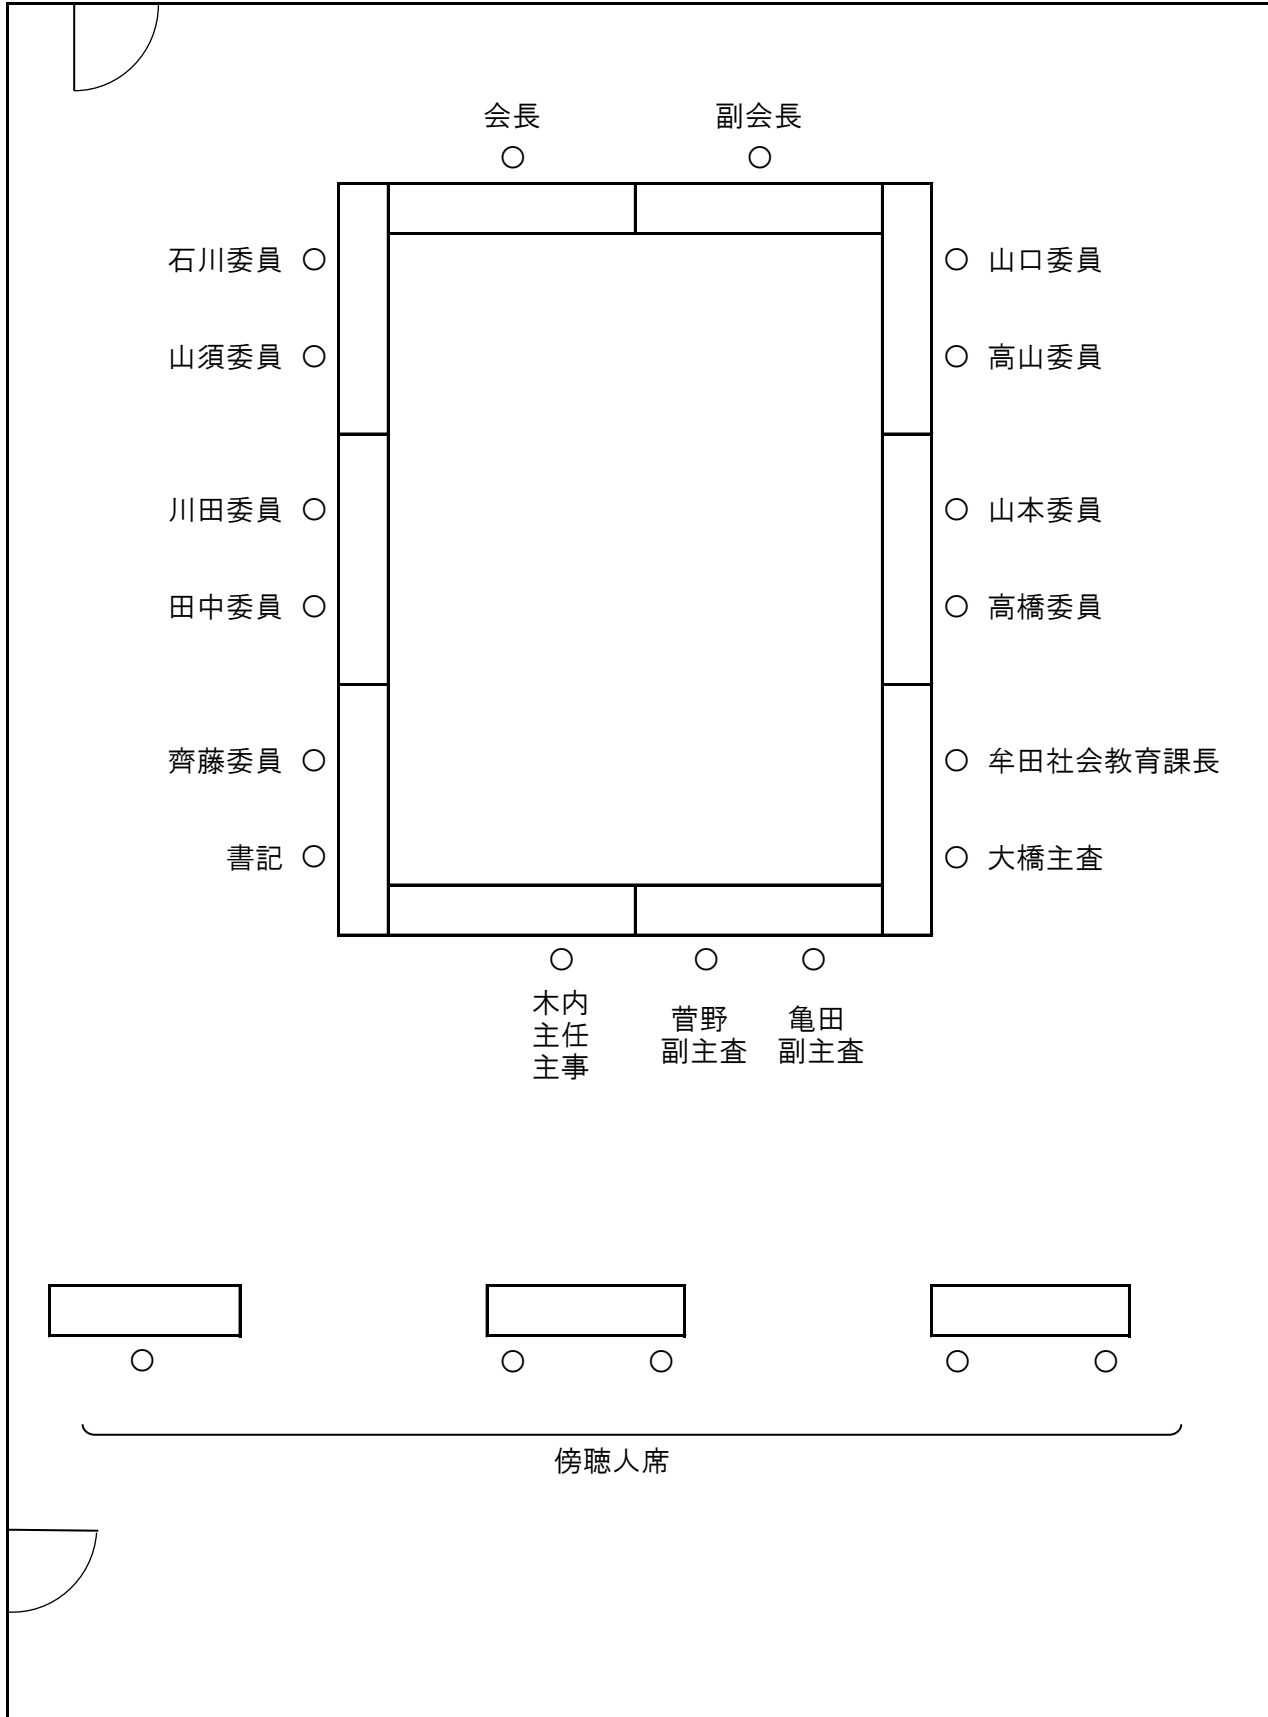 会長
副会長
石川委員
山口委員
山須委員
高山委員
川田委員
山本委員
田中委員
高橋委員
齊藤委員
牟田社会教育課長
書記
大橋主査
木内
主任
主事
菅野
副主査
亀田
副主査
傍聴人席